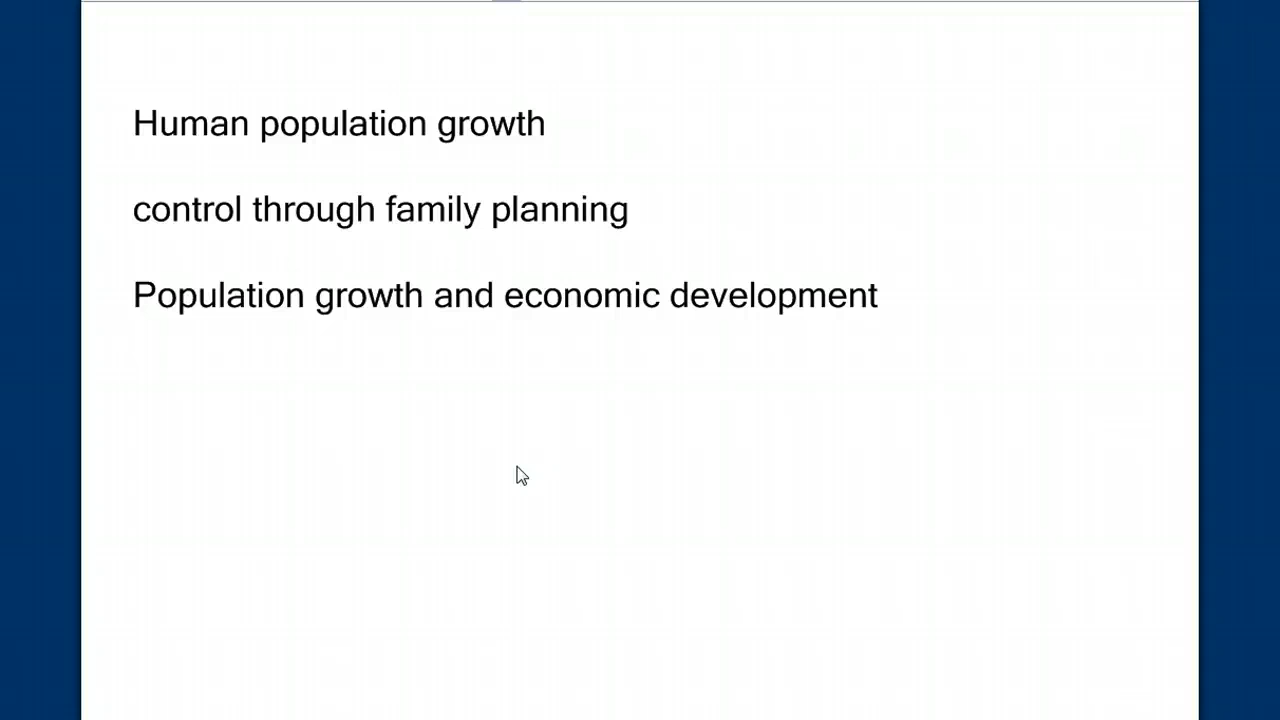 Human population growth
control through family planning
Population growth and economic development